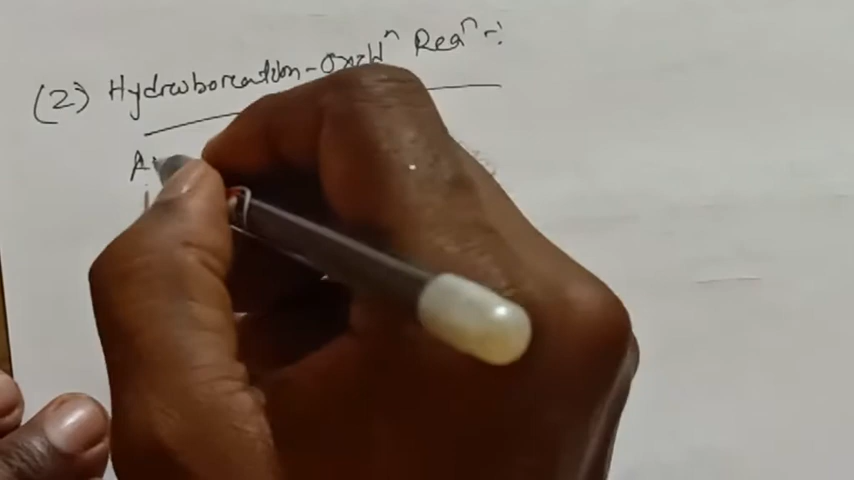 (2) Hydroboration-Oxidⁿ Reaⁿ :-